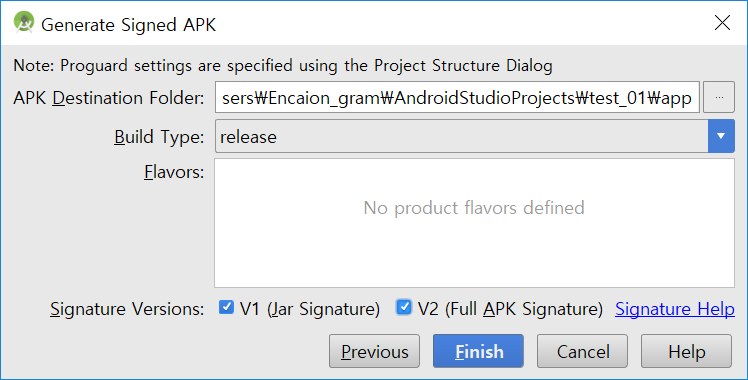 Generate Signed APK
Note: Proguard settings are specified using the Project Structure Dialog
APK Destination Folder: sers₩Encaion_gram₩AndroidStudioProjects₩test_01₩app ...
Build Type: release
Flavors:
No product flavors defined
Signature Versions: V1 (Jar Signature) V2 (Full APK Signature) Signature Help
Previous Finish Cancel Help